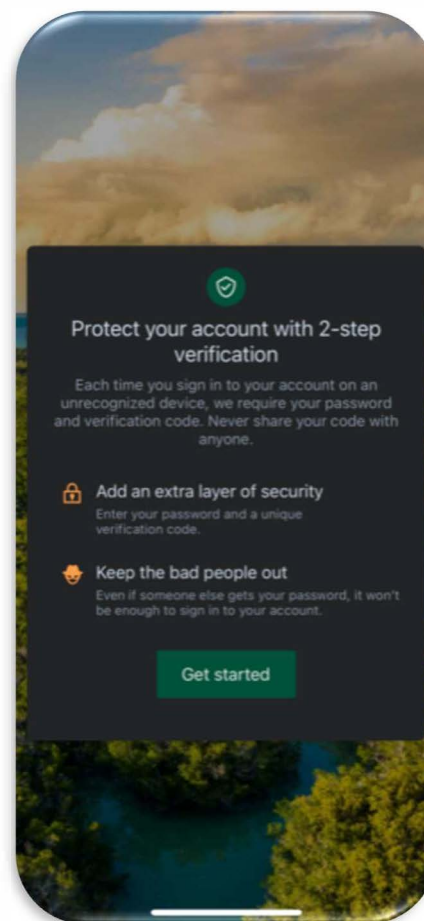 Protect your account with 2-step
verification
Each time you sign in to your account on an
unrecognized device, we require your password
and verification code. Never share your code with
anyone.
Add an extra layer of security
Enter your password and a unique
verification code.
Keep the bad people out
Even if someone else gets your password, it won't
be enough to sign in to your account.
Get started